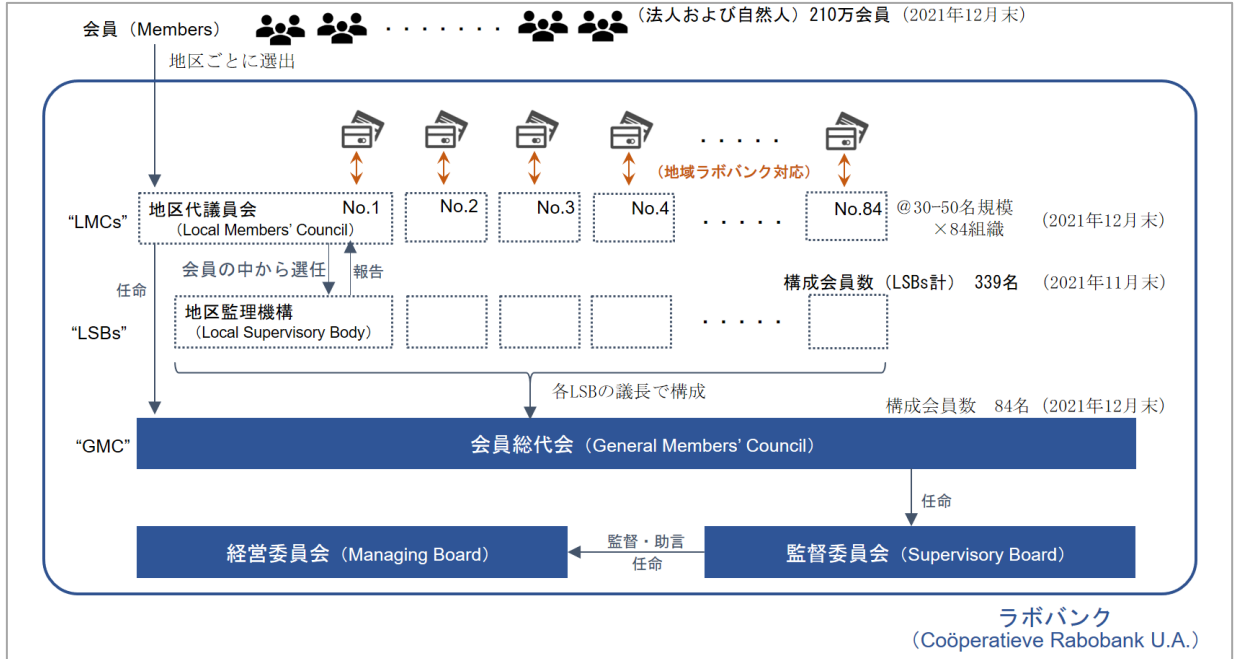 会員（Members）
・・・・・・・
（法人および自然人）210万会員（2021年12月末）
地区ごとに選出
・・・・・
（地域ラボバンク対応）
“LMCs”
地区代議員会
（Local Members’ Council）
No.1
No.2
No.3
No.4
・・・・・
No.84
＠30−50名規模
×84組織
（2021年12月末）
会員の中から選任
報告
任命
構成会員数（LSBs計） 339名 （2021年11月末）
“LSBs”
地区監理機構
（Local Supervisory Body）
・・・・・
各LSBの議長で構成
構成会員数 84名（2021年12月末）
“GMC”
会員総代会（General Members’ Council）
任命
経営委員会（Managing Board）
監督・助言
任命
監督委員会（Supervisory Board）
ラボバンク
（Coöperatieve Rabobank U.A.）